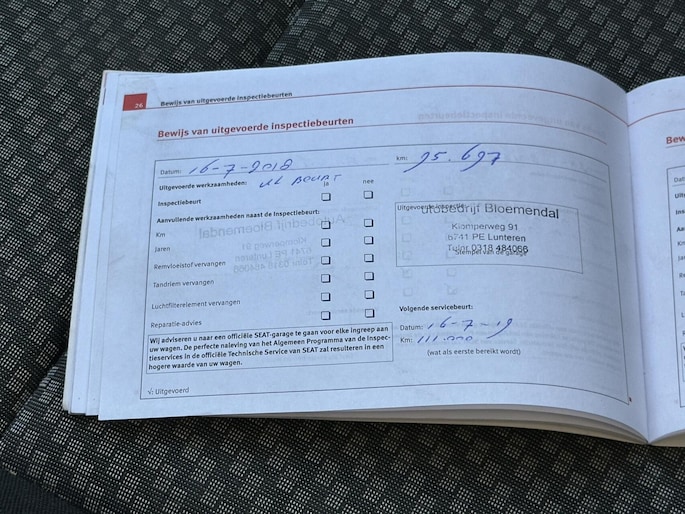 26 Bewijs van uitgevoerde inspectiebeurten
Bewijs van uitgevoerde inspectiebeurten
Datum: 16-7-2018 km: 95.697
Uitgevoerde werkzaamheden:
ja nee
Inspectiebeurt
Aanvullende werkzaamheden naast de Inspectiebeurt:
Km
Jaren
Remvloeistof vervangen
Tandriem vervangen
Luchtfilterelement vervangen
Reparatie-advies
Wij adviseren u naar een officiële SEAT-garage te gaan voor elke ingreep aan
uw wagen. De perfecte naleving van het Algemeen Programma van de Inspec-
tieservices in de officiële Technische Service van SEAT zal resulteren in een
hogere waarde van uw wagen.
√: Uitgevoerd
Uitgevoerde Inspectie:
utobedrijf Bloemendal
Klomperweg 91
6741 PE Lunteren
0318 484066
Stempel van de garage
Volgende servicebeurt:
Datum: 16-7-19
Km: 111.000
(wat als eerste bereikt wordt)
Bew